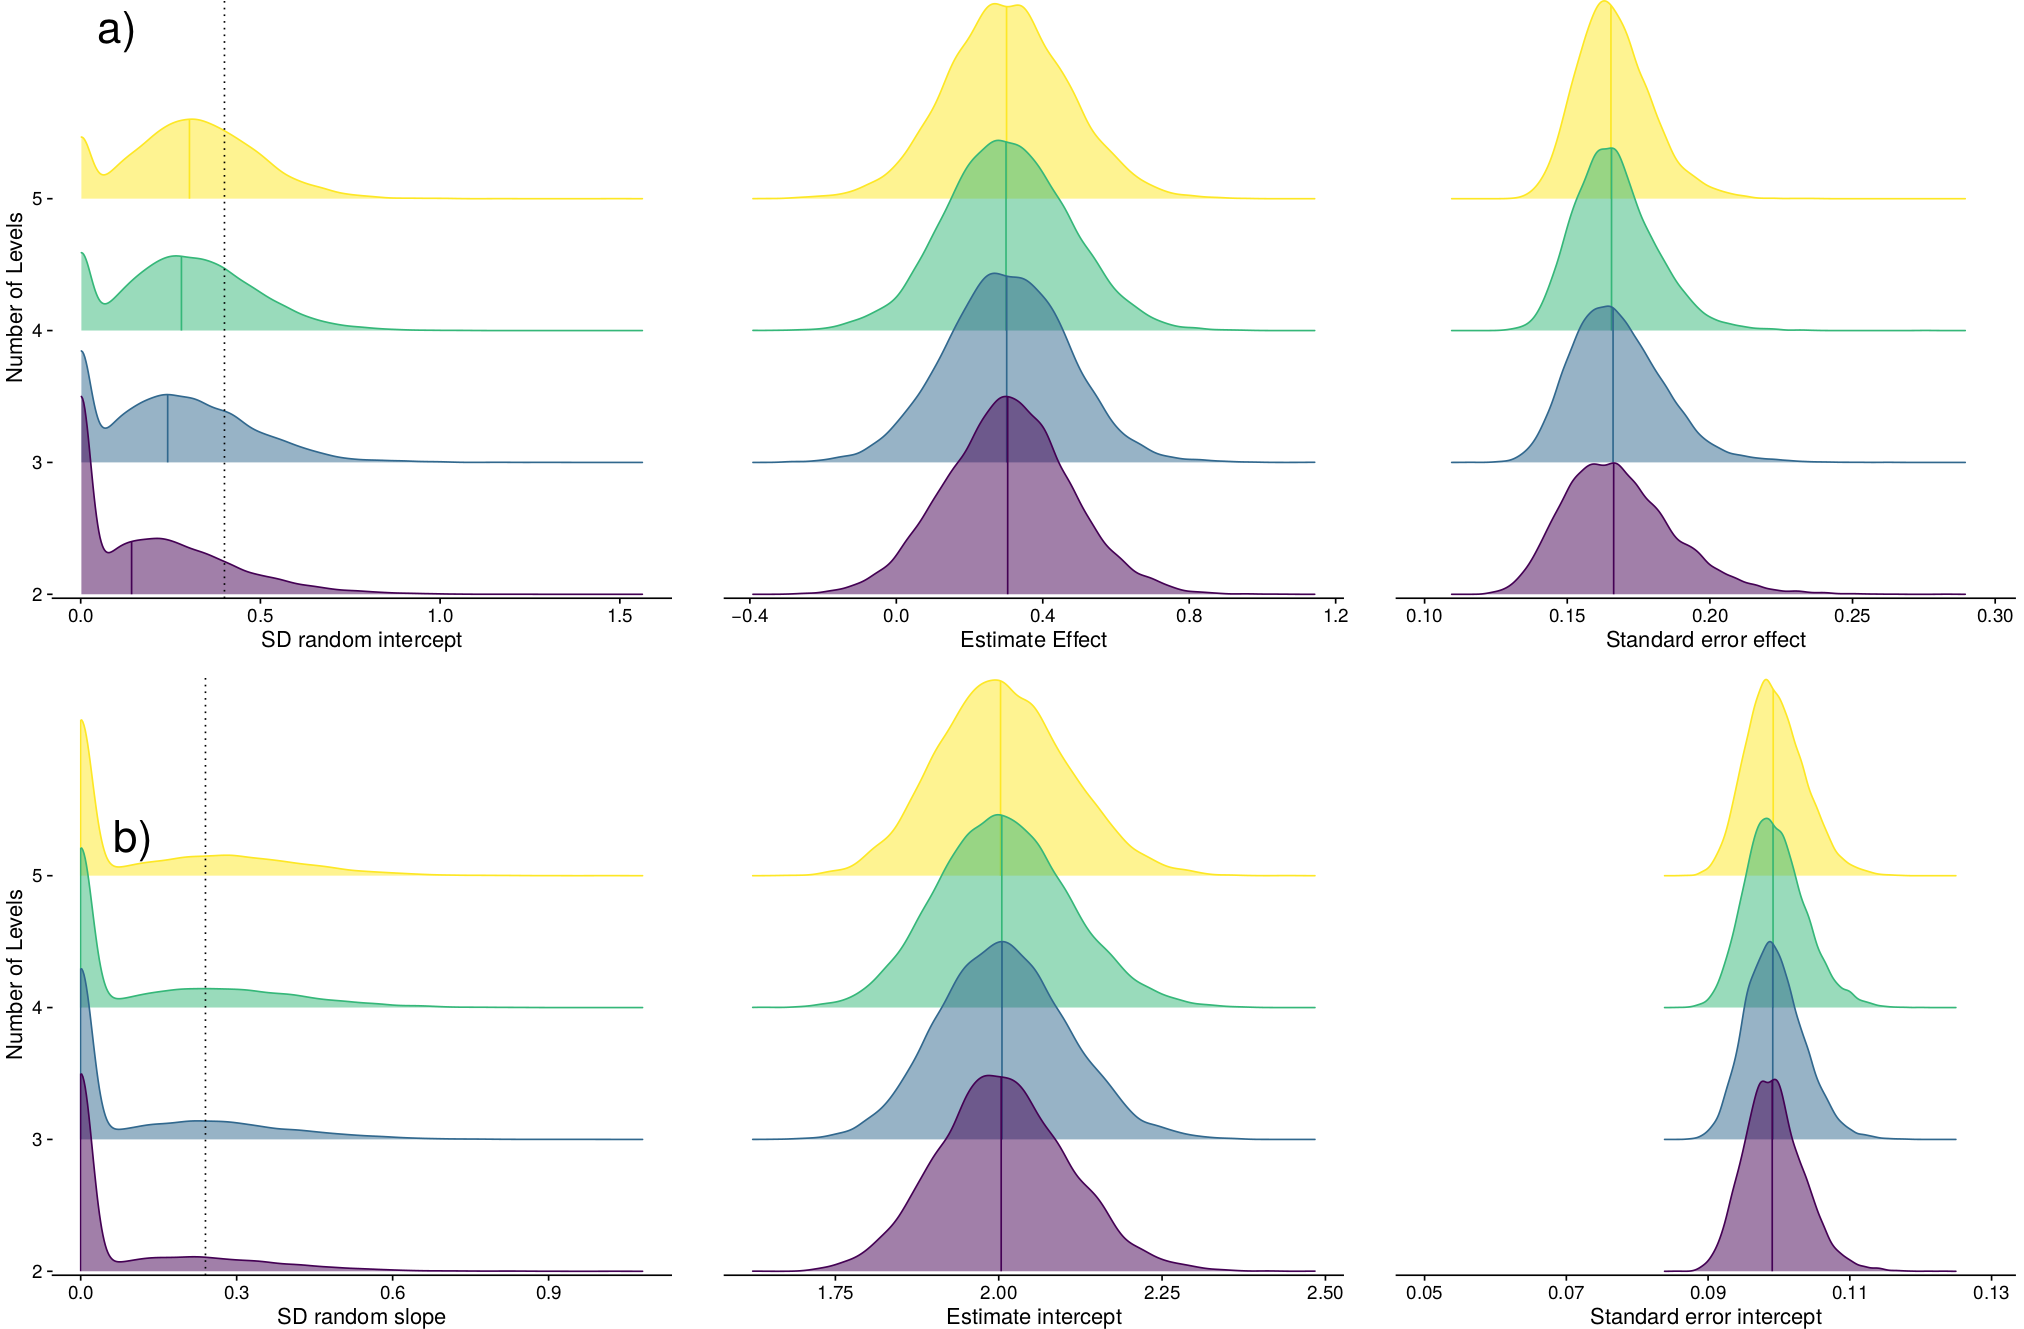 a)
Number of Levels
5
4
3
2
0.0 0.5 1.0 1.5
SD random intercept
−0.4 0.0 0.4 0.8 1.2
Estimate Effect
0.10 0.15 0.20 0.25 0.30
Standard error effect
b)
Number of Levels
5
4
3
2
0.0 0.3 0.6 0.9
SD random slope
1.75 2.00 2.25 2.50
Estimate intercept
0.05 0.07 0.09 0.11 0.13
Standard error intercept